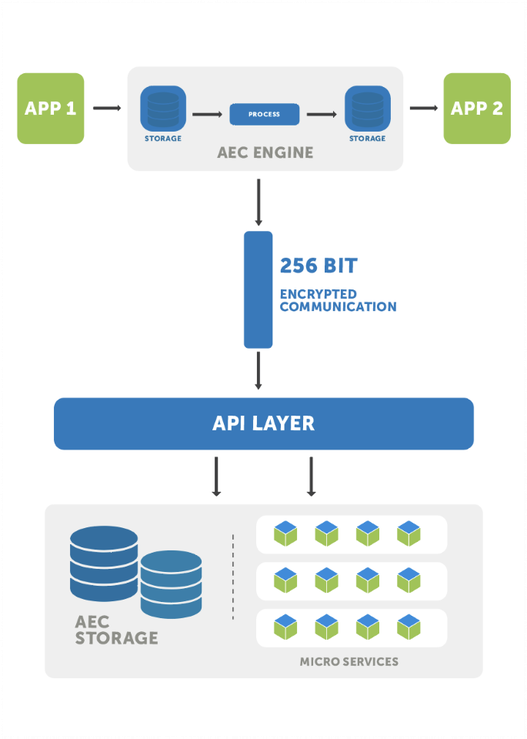 APP 1
APP 2
PROCESS
STORAGE
STORAGE
AEC ENGINE
256 BIT
ENCRYPTED
COMMUNICATION
API LAYER
AEC
STORAGE
MICRO SERVICES